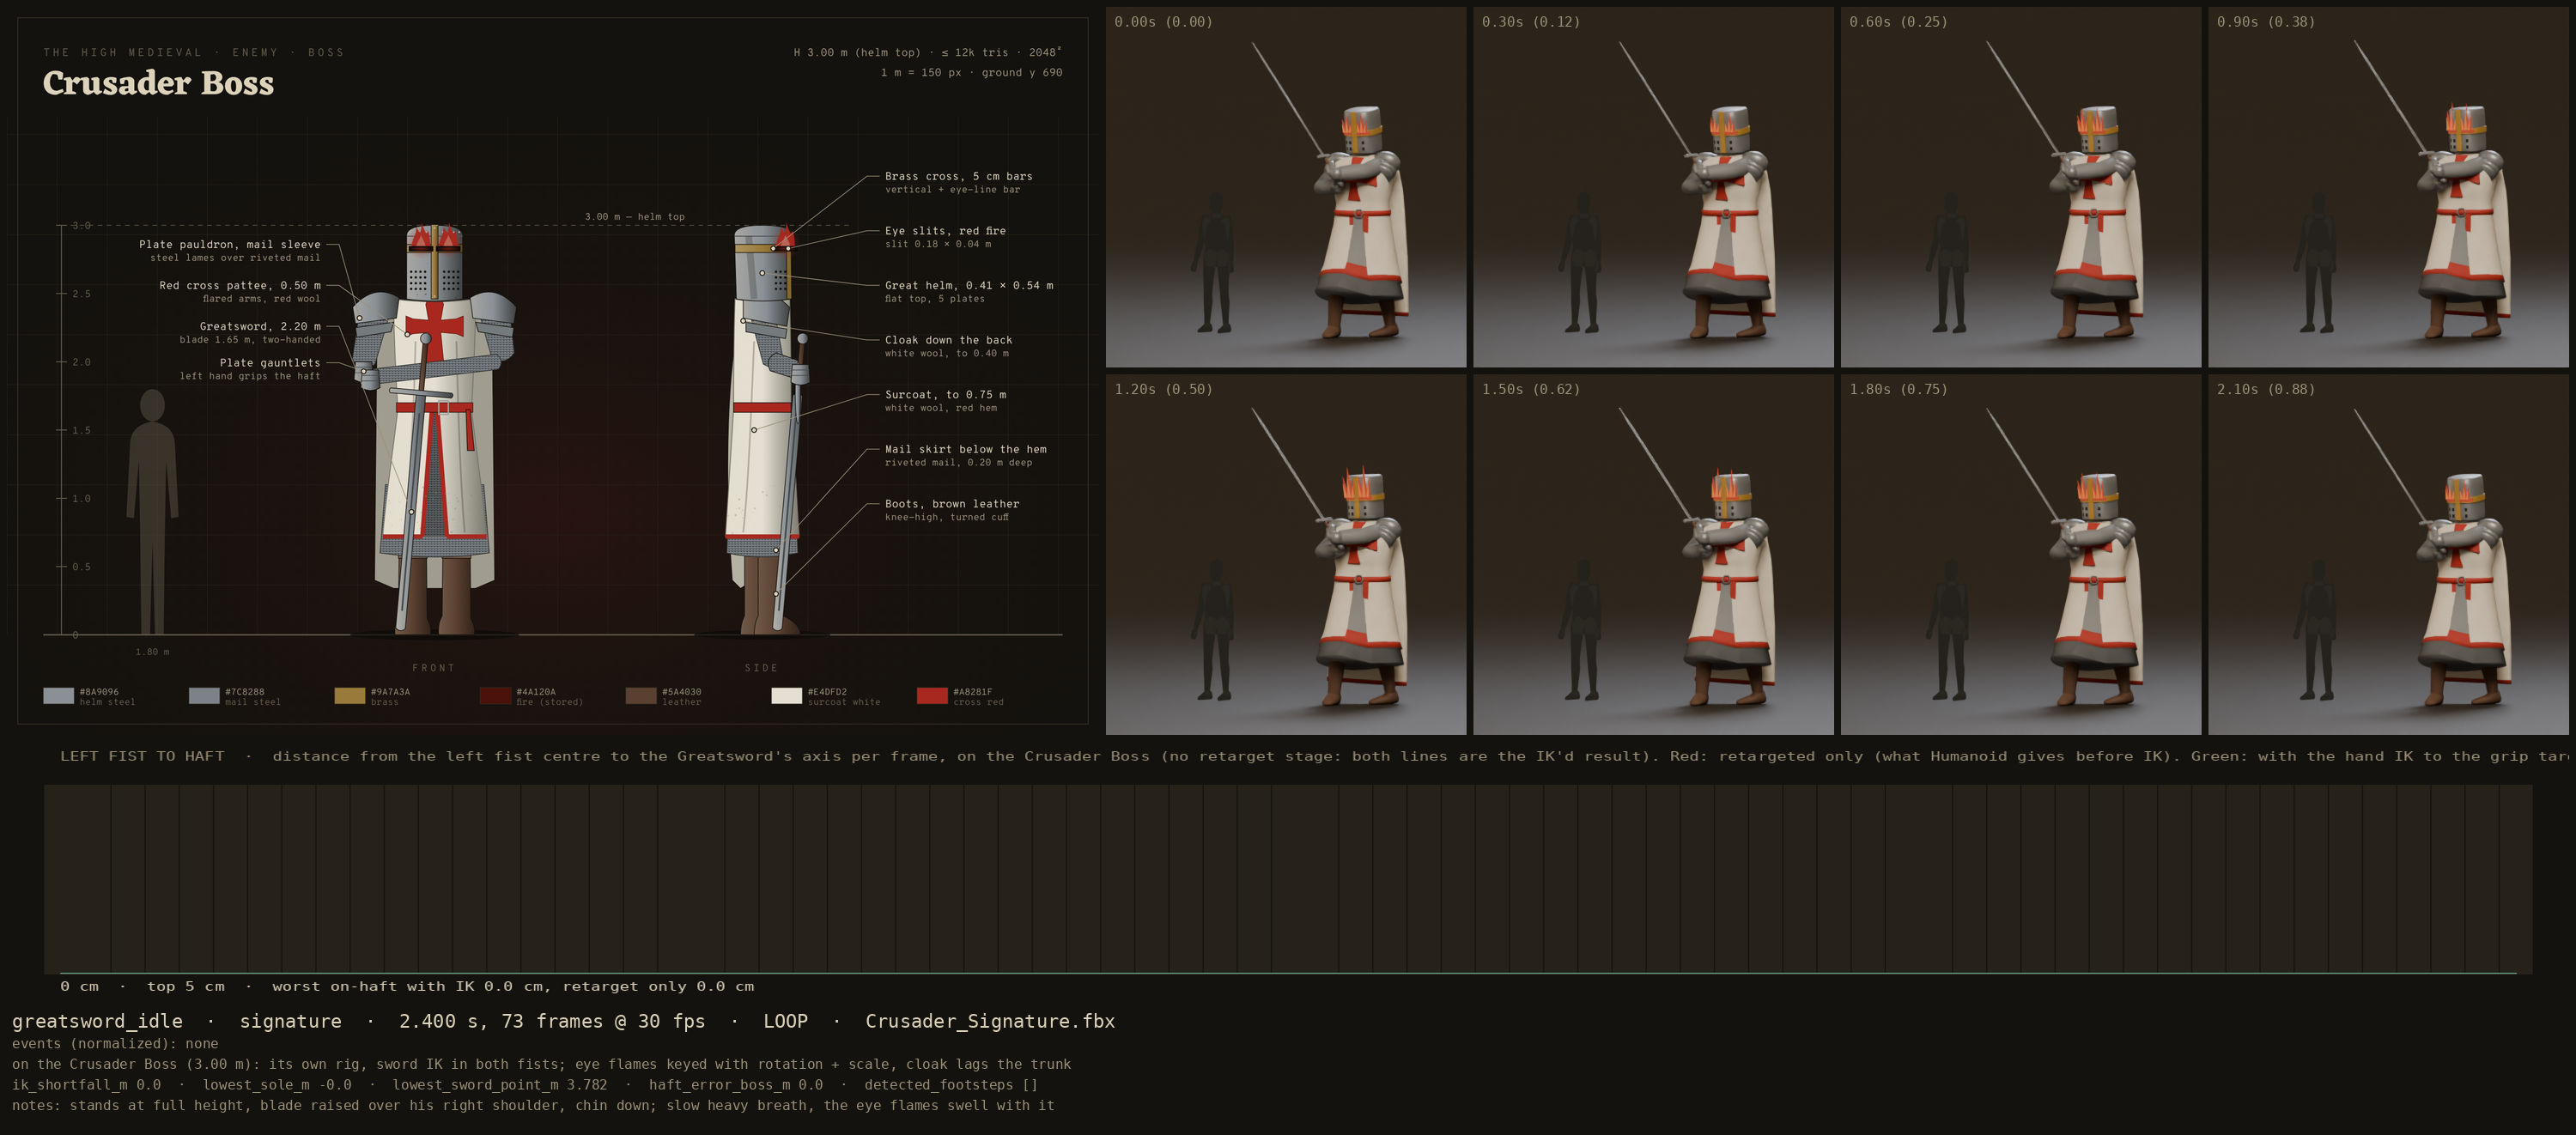 THE HIGH MEDIEVAL · ENEMY · BOSS
Crusader Boss
H 3.00 m (helm top) · ≤ 12k tris · 2048²
1 m = 150 px · ground y 690
3.00 m — helm top
3.0
2.5
2.0
1.5
1.0
0.5
0
1.80 m
Plate pauldron, mail sleeve
steel lames over riveted mail
Red cross pattee, 0.50 m
flared arms, red wool
Greatsword, 2.20 m
blade 1.65 m, two-handed
Plate gauntlets
left hand grips the haft
Brass cross, 5 cm bars
vertical + eye-line bar
Eye slits, red fire
slit 0.18 × 0.04 m
Great helm, 0.41 × 0.54 m
flat top, 5 plates
Cloak down the back
white wool, to 0.40 m
Surcoat, to 0.75 m
white wool, red hem
Mail skirt below the hem
riveted mail, 0.20 m deep
Boots, brown leather
knee-high, turned cuff
FRONT
SIDE
#8A9096
helm steel
#7C8288
mail steel
#9A7A3A
brass
#4A120A
fire (stored)
#5A4030
leather
#E4DFD2
surcoat white
#A8281F
cross red
0.00s (0.00)
0.30s (0.12)
0.60s (0.25)
0.90s (0.38)
1.20s (0.50)
1.50s (0.62)
1.80s (0.75)
2.10s (0.88)
LEFT FIST TO HAFT · distance from the left fist centre to the Greatsword's axis per frame, on the Crusader Boss (no retarget stage: both lines are the IK'd result). Red: retargeted only (what Humanoid gives before IK). Green: with the hand IK to the grip
0 cm · top 5 cm · worst on-haft with IK 0.0 cm, retarget only 0.0 cm
greatsword_idle · signature · 2.400 s, 73 frames @ 30 fps · LOOP · Crusader_Signature.fbx
events (normalized): none
on the Crusader Boss (3.00 m): its own rig, sword IK in both fists; eye flames keyed with rotation + scale, cloak lags the trunk
ik_shortfall_m 0.0 · lowest_sole_m -0.0 · lowest_sword_point_m 3.782 · haft_error_boss_m 0.0 · detected_footsteps []
notes: stands at full height, blade raised over his right shoulder, chin down; slow heavy breath, the eye flames swell with it